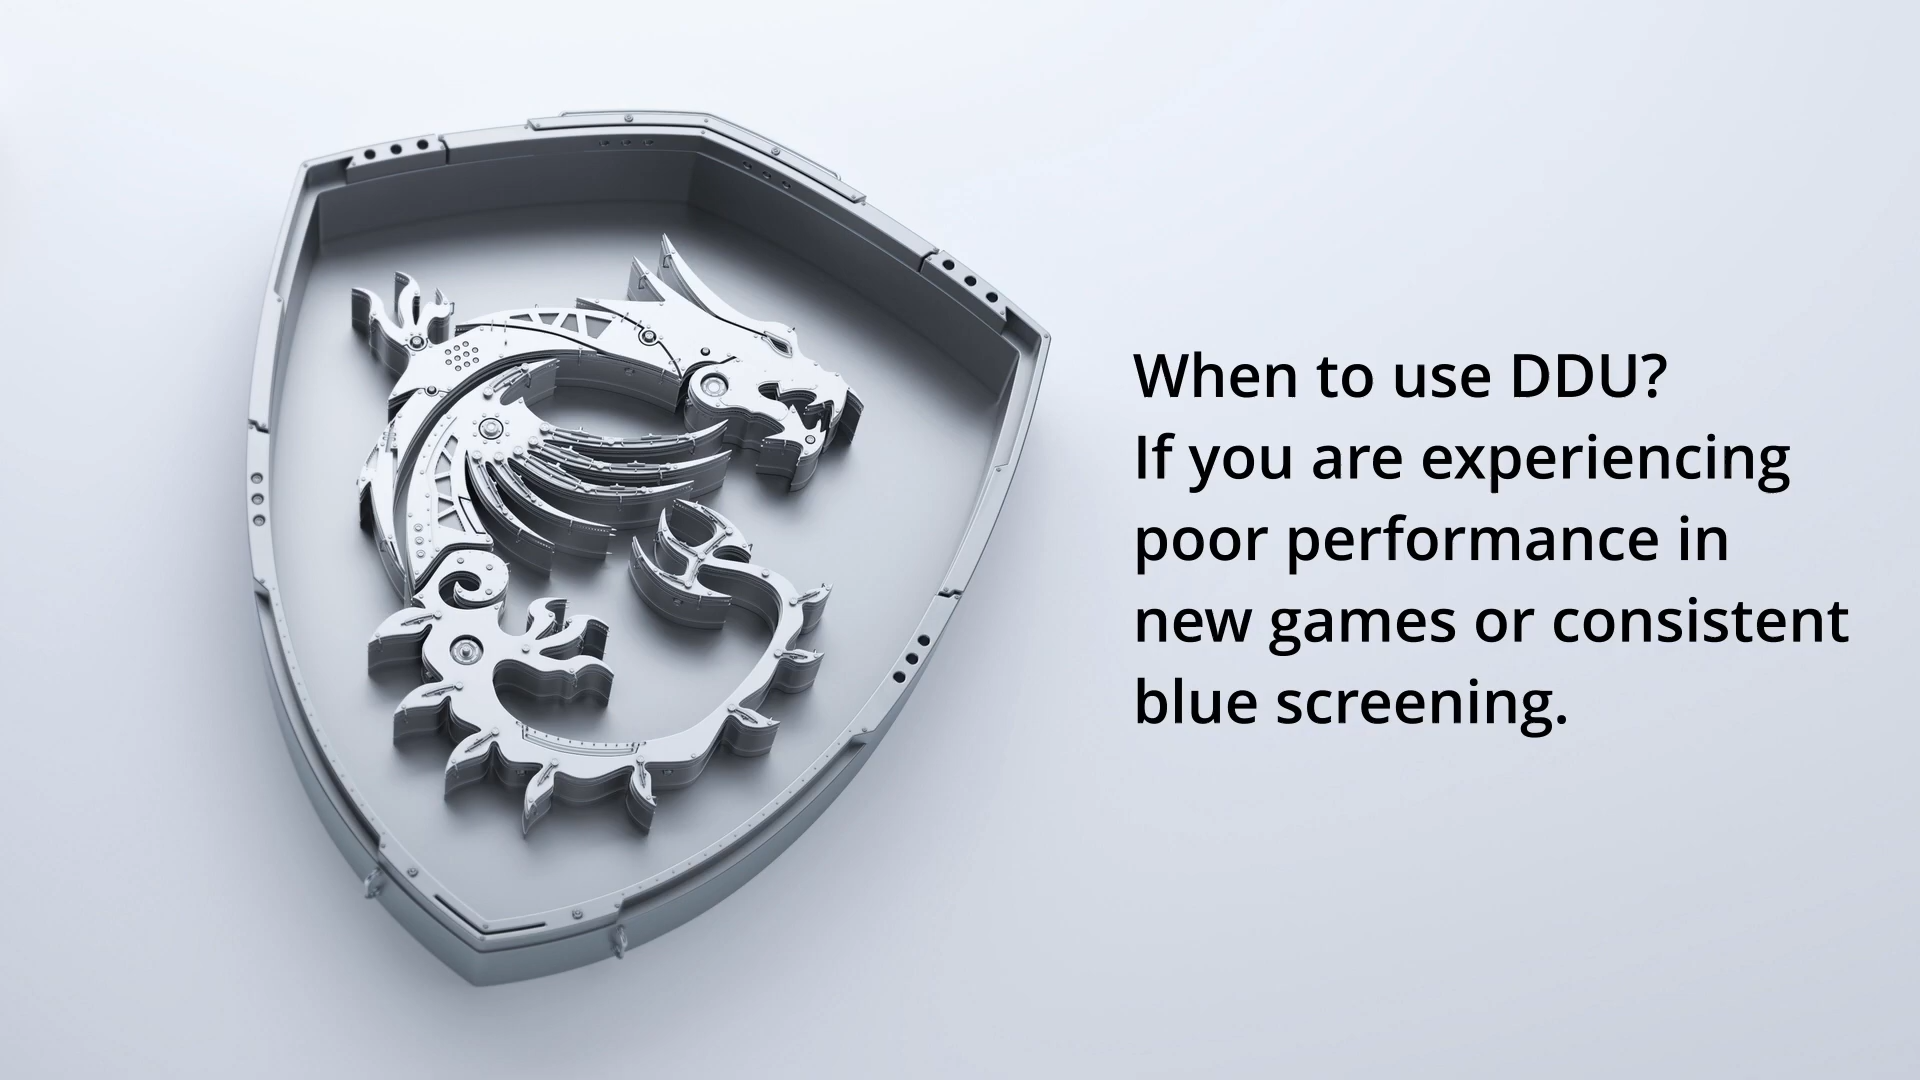 When to use DDU?
If you are experiencing
poor performance in
new games or consistent
blue screening.